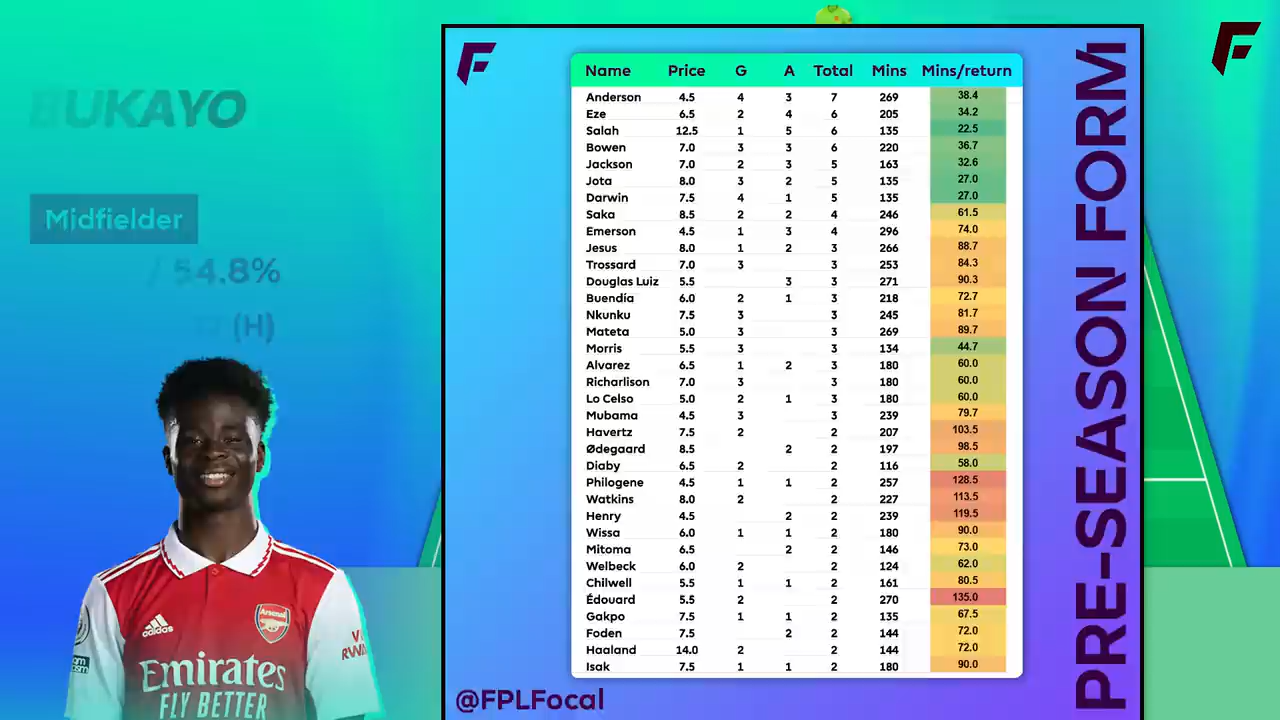 BUKAYO
Midfielder
/ 54.8%
(H)
Emirates
FLY BETTER
adidas
Arsenal
F
F
Name Price G A Total Mins Mins/return
Anderson 4.5 4 3 7 269 38.4
Eze 6.5 2 4 6 205 34.2
Salah 12.5 1 5 6 135 22.5
Bowen 7.0 3 3 6 220 36.7
Jackson 7.0 2 3 5 163 32.6
Jota 8.0 3 2 5 135 27.0
Darwin 7.5 4 1 5 135 27.0
Saka 8.5 2 2 4 246 61.5
Emerson 4.5 1 3 4 296 74.0
Jesus 8.0 1 2 3 266 88.7
Trossard 7.0 3 3 253 84.3
Douglas Luiz 5.5 3 3 271 90.3
Buendía 6.0 2 1 3 218 72.7
Nkunku 7.5 3 3 245 81.7
Mateta 5.0 3 3 269 89.7
Morris 5.5 3 3 134 44.7
Alvarez 6.5 1 2 3 180 60.0
Richarlison 7.0 3 3 180 60.0
Lo Celso 5.0 2 1 3 180 60.0
Mubama 4.5 3 3 239 79.7
Havertz 7.5 2 2 207 103.5
Ødegaard 8.5 2 2 197 98.5
Diaby 6.5 2 2 116 58.0
Philogene 4.5 1 1 2 257 128.5
Watkins 8.0 2 2 227 113.5
Henry 4.5 2 2 239 119.5
Wissa 6.0 1 1 2 180 90.0
Mitoma 6.5 2 2 146 73.0
Welbeck 6.0 2 2 124 62.0
Chilwell 5.5 1 1 2 161 80.5
Édouard 5.5 2 2 270 135.0
Gakpo 7.5 1 1 2 135 67.5
Foden 7.5 2 2 144 72.0
Haaland 14.0 2 2 144 72.0
Isak 7.5 1 1 2 180 90.0
@FPLFocal
PRE-SEASON FORM